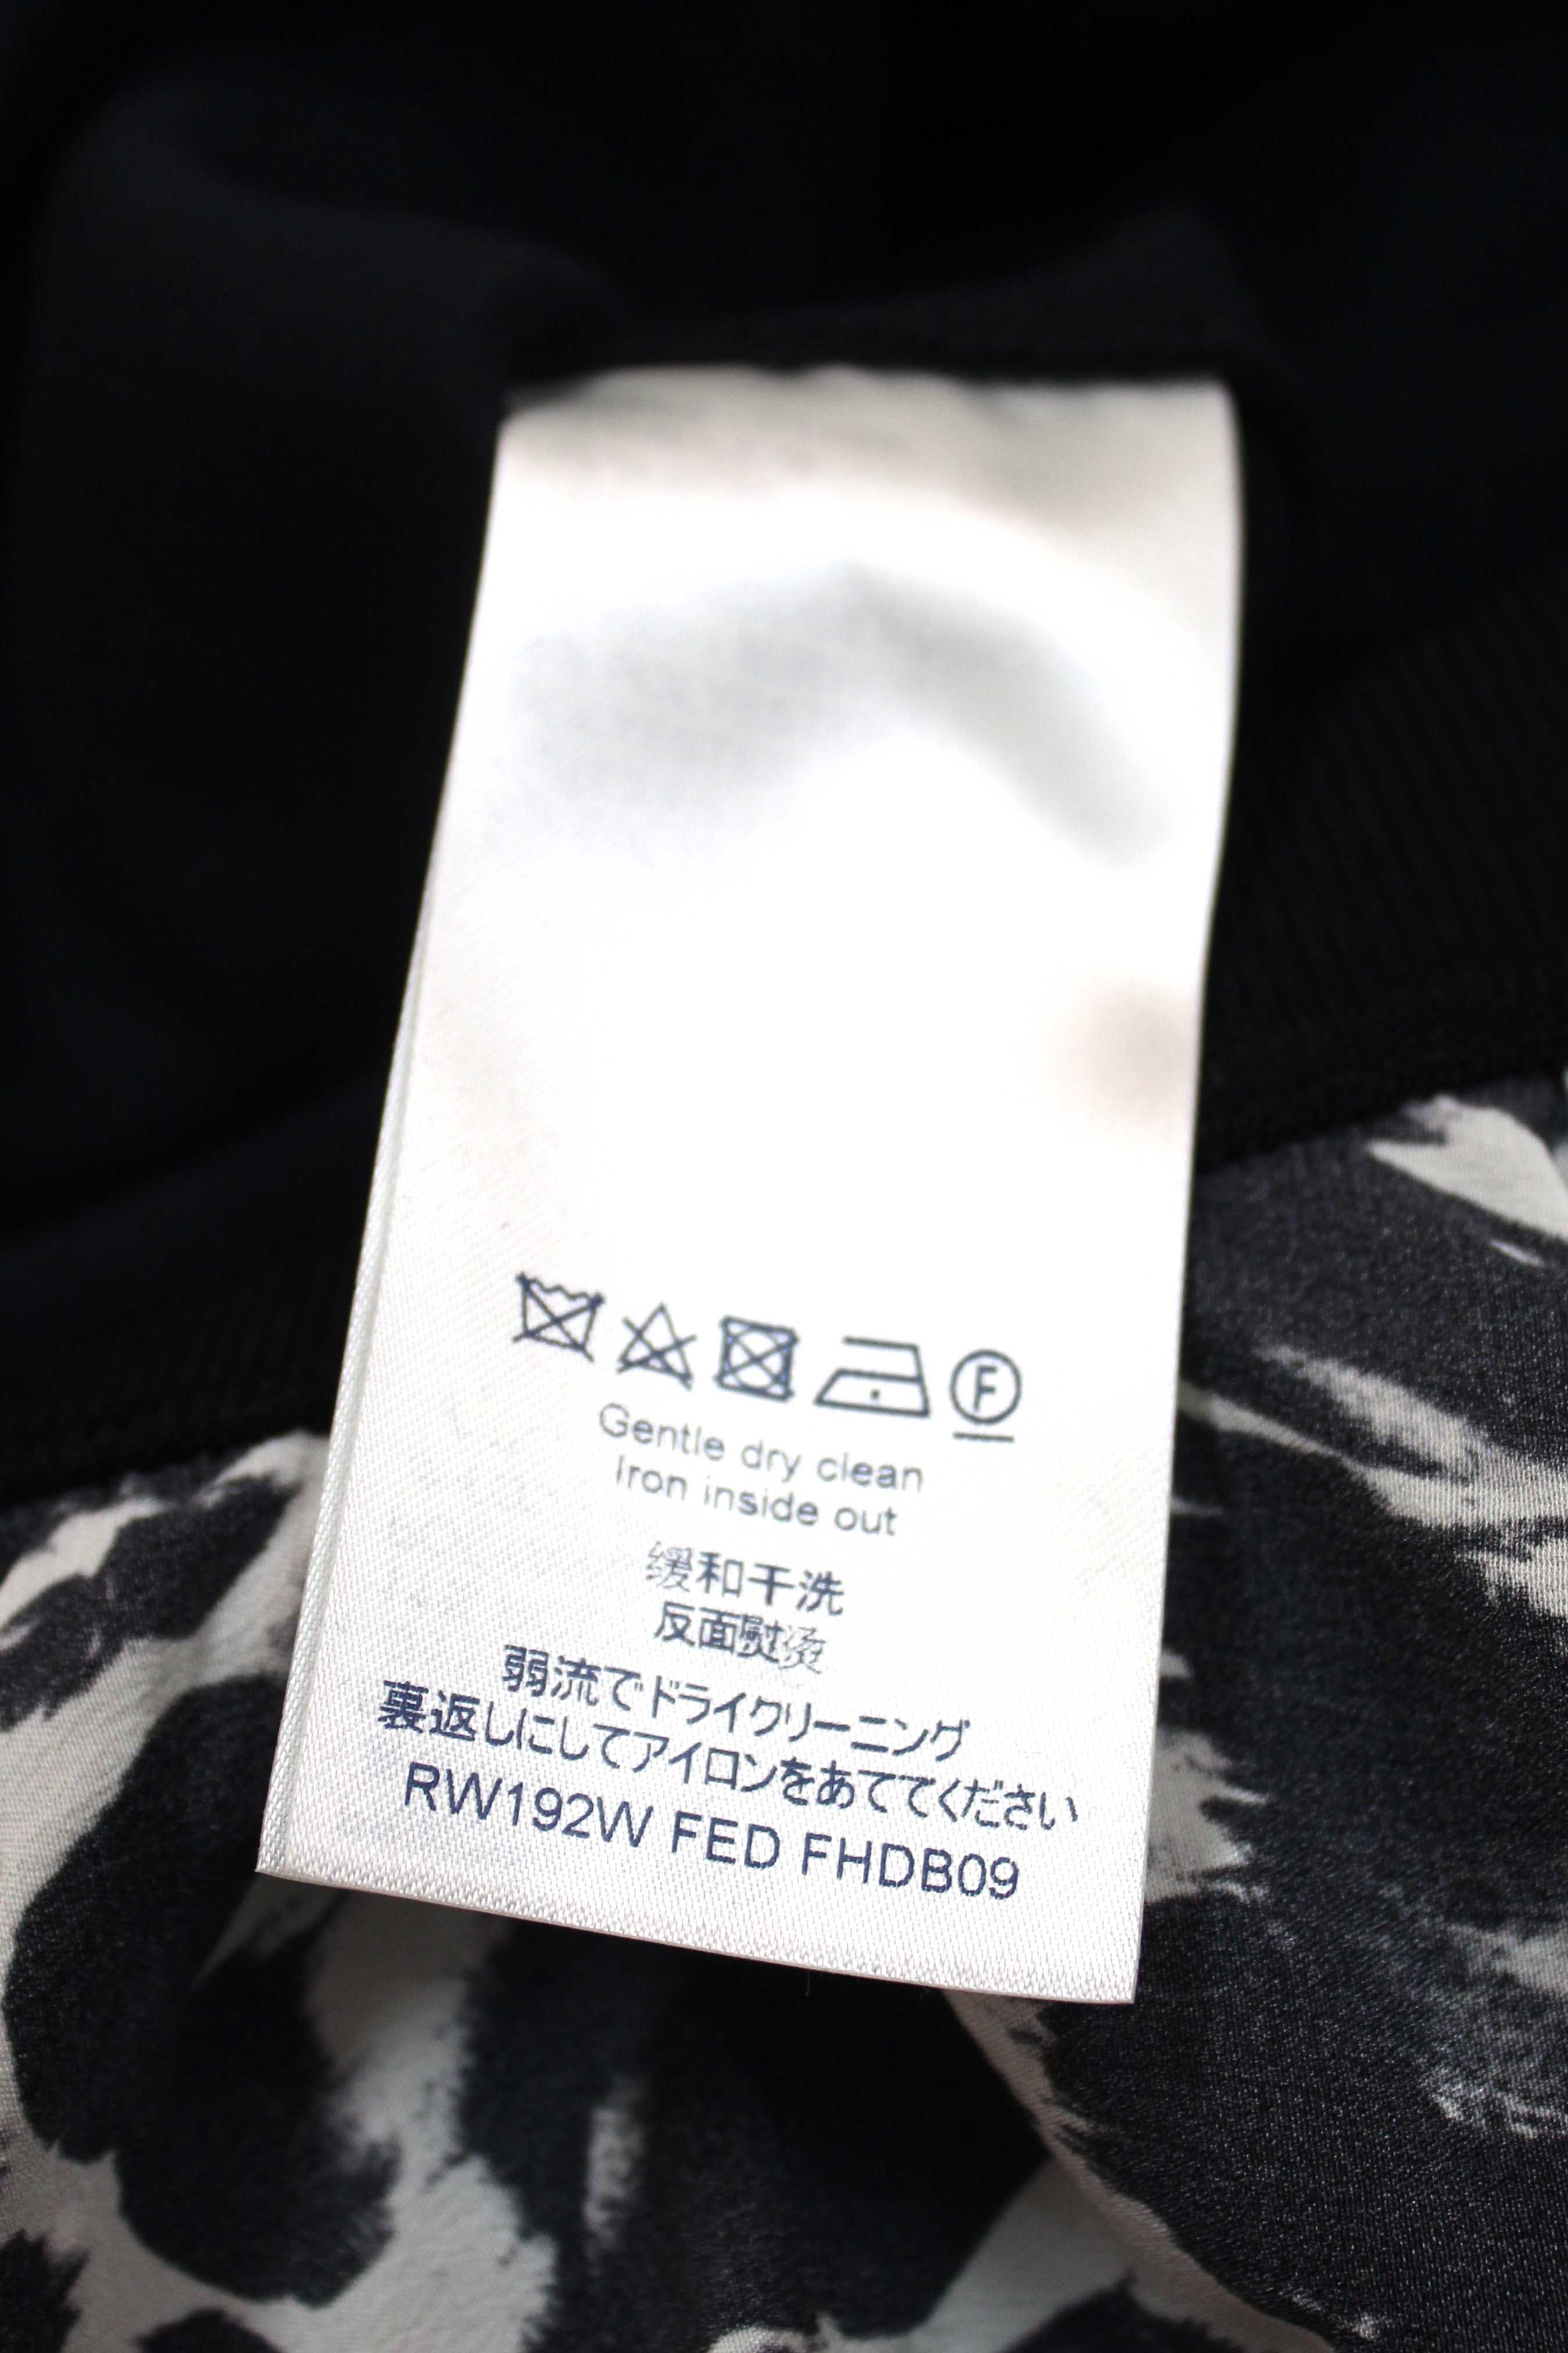 F
Gentle dry clean
Iron inside out
缓和干洗
反面熨烫
弱流でドライクリーニング
裏返しにしてアイロンをあててください
RW192W FED FHDB09